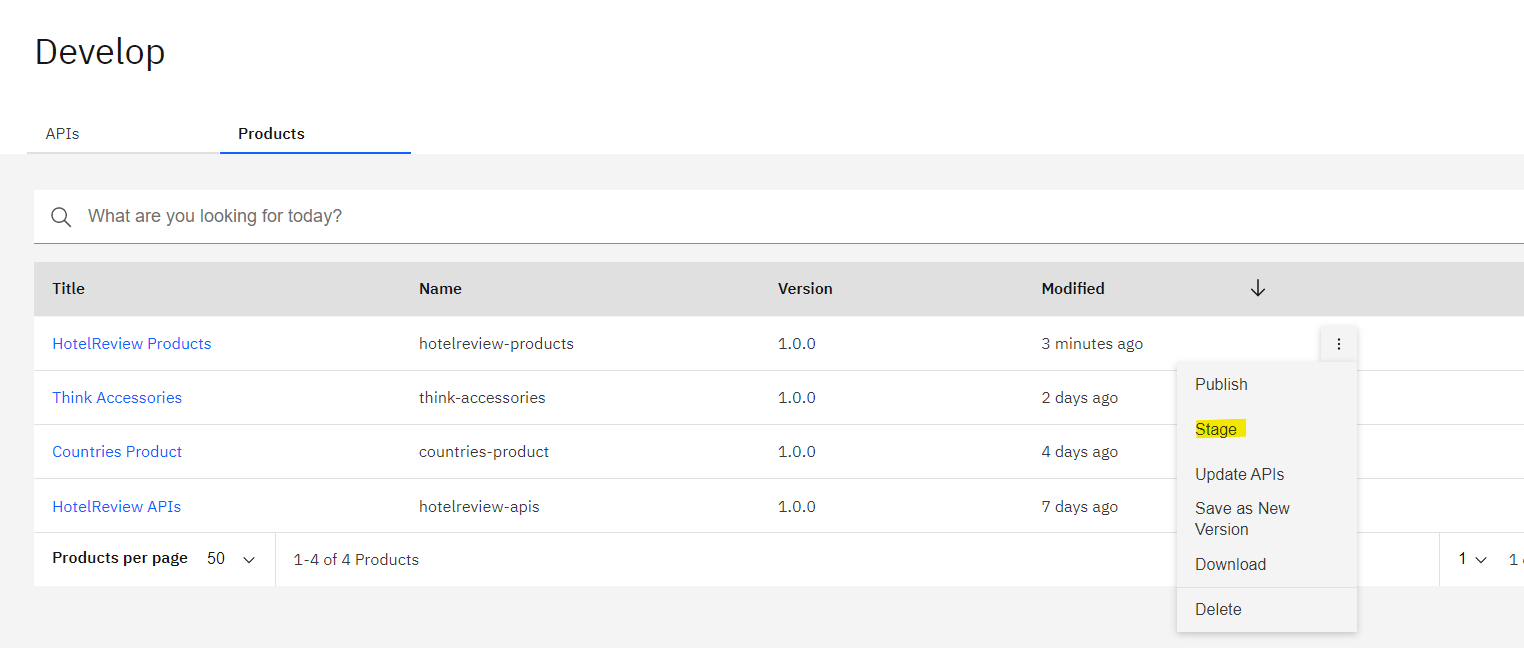 Develop
APIs Products
What are you looking for today?
Title Name Version Modified
HotelReview Products hotelreview-products 1.0.0 3 minutes ago
Publish
Think Accessories think-accessories 1.0.0 2 days ago
Stage
Countries Product countries-product 1.0.0 4 days ago
Update APIs
HotelReview APIs hotelreview-apis 1.0.0 7 days ago
Save as New
Version
Products per page 50 1-4 of 4 Products 1 1
Download
Delete